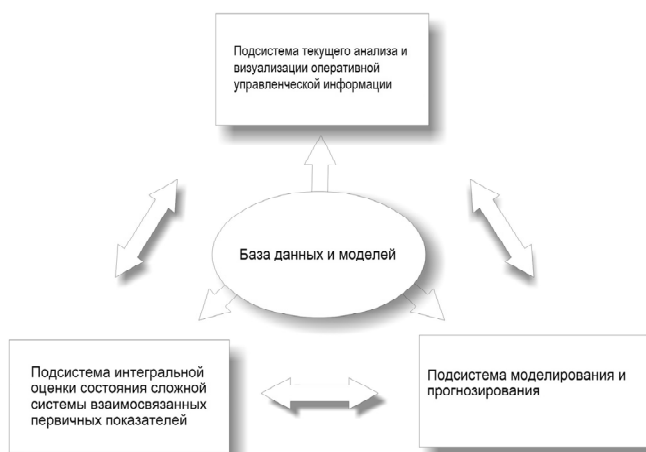 Подсистема текущего анализа и
визуализации оперативной
управленческой информации
База данных и моделей
Подсистема интегральной
оценки состояния сложной
системы взаимосвязанных
первичных показателей
Подсистема моделирования и
прогнозирования